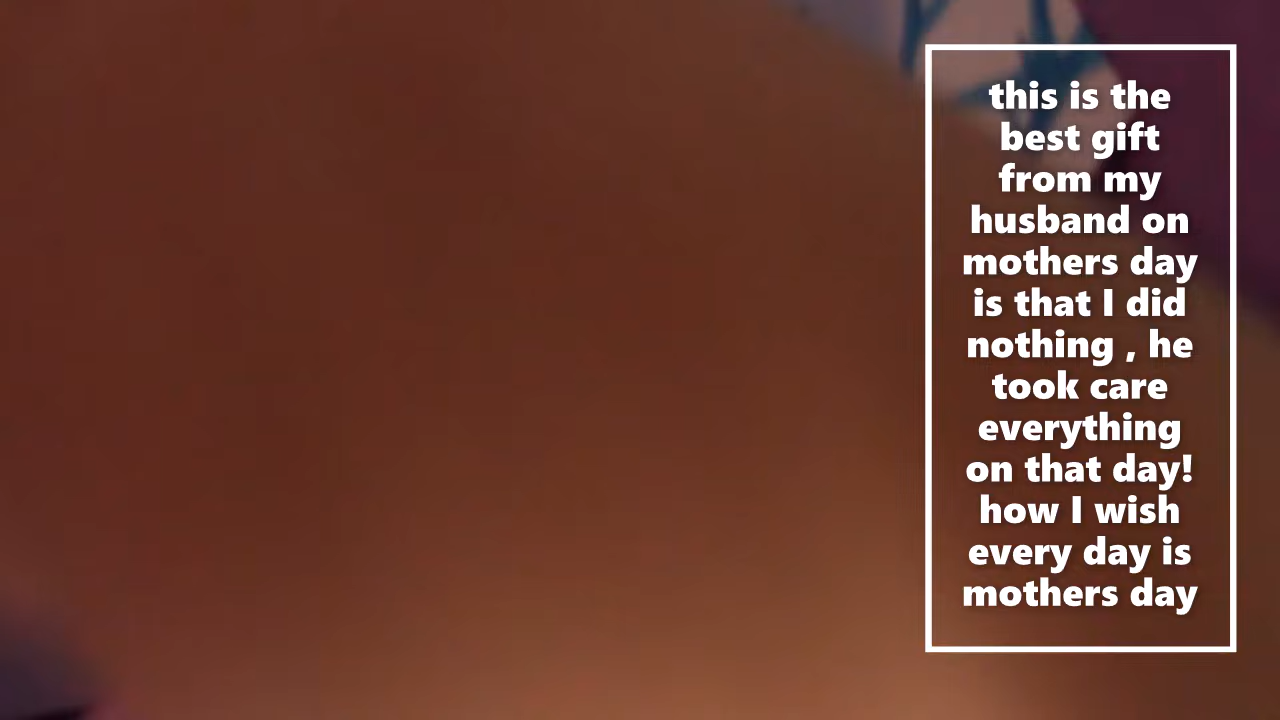 this is the
best gift
from my
husband on
mothers day
is that I did
nothing , he
took care
everything
on that day!
how I wish
every day is
mothers day